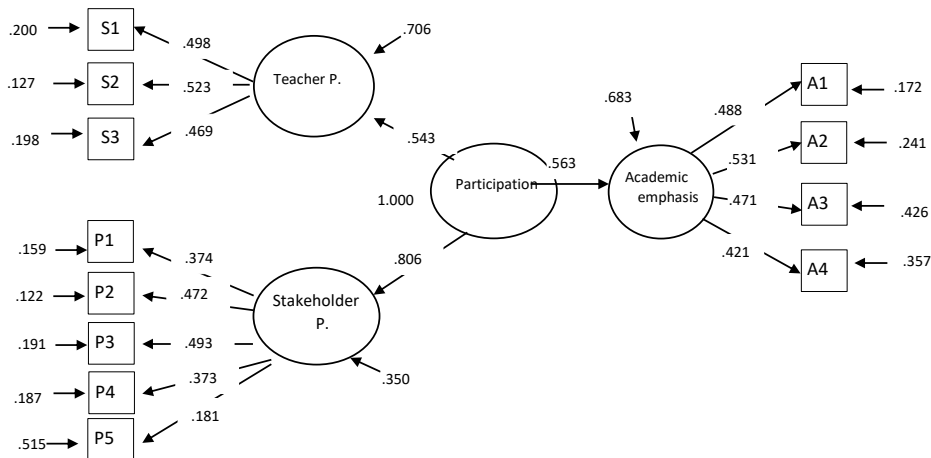 .200
S1
.498
.706
Teacher P.
.127
S2
.523
.198
S3
.469
.543
A1
.172
.683
.488
A2
.241
.531
.563
Participation
Academic
emphasis
1.000
.471
A3
.426
.421
A4
.357
.159
P1
.374
.806
.122
P2
.472
Stakeholder
P.
.191
P3
.493
.187
P4
.373
.350
.181
.515
P5